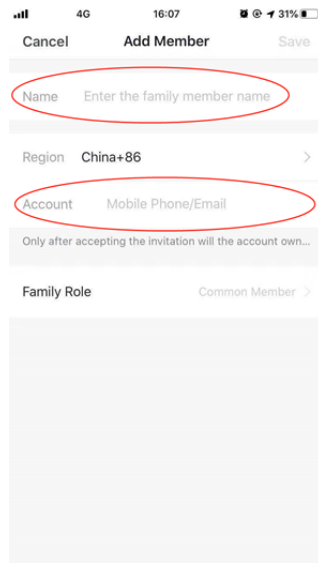 4G 16:07 31%
Cancel Add Member Save
Name Enter the family member name
Region China+86
Account Mobile Phone/Email
Only after accepting the invitation will the account own...
Family Role Common Member